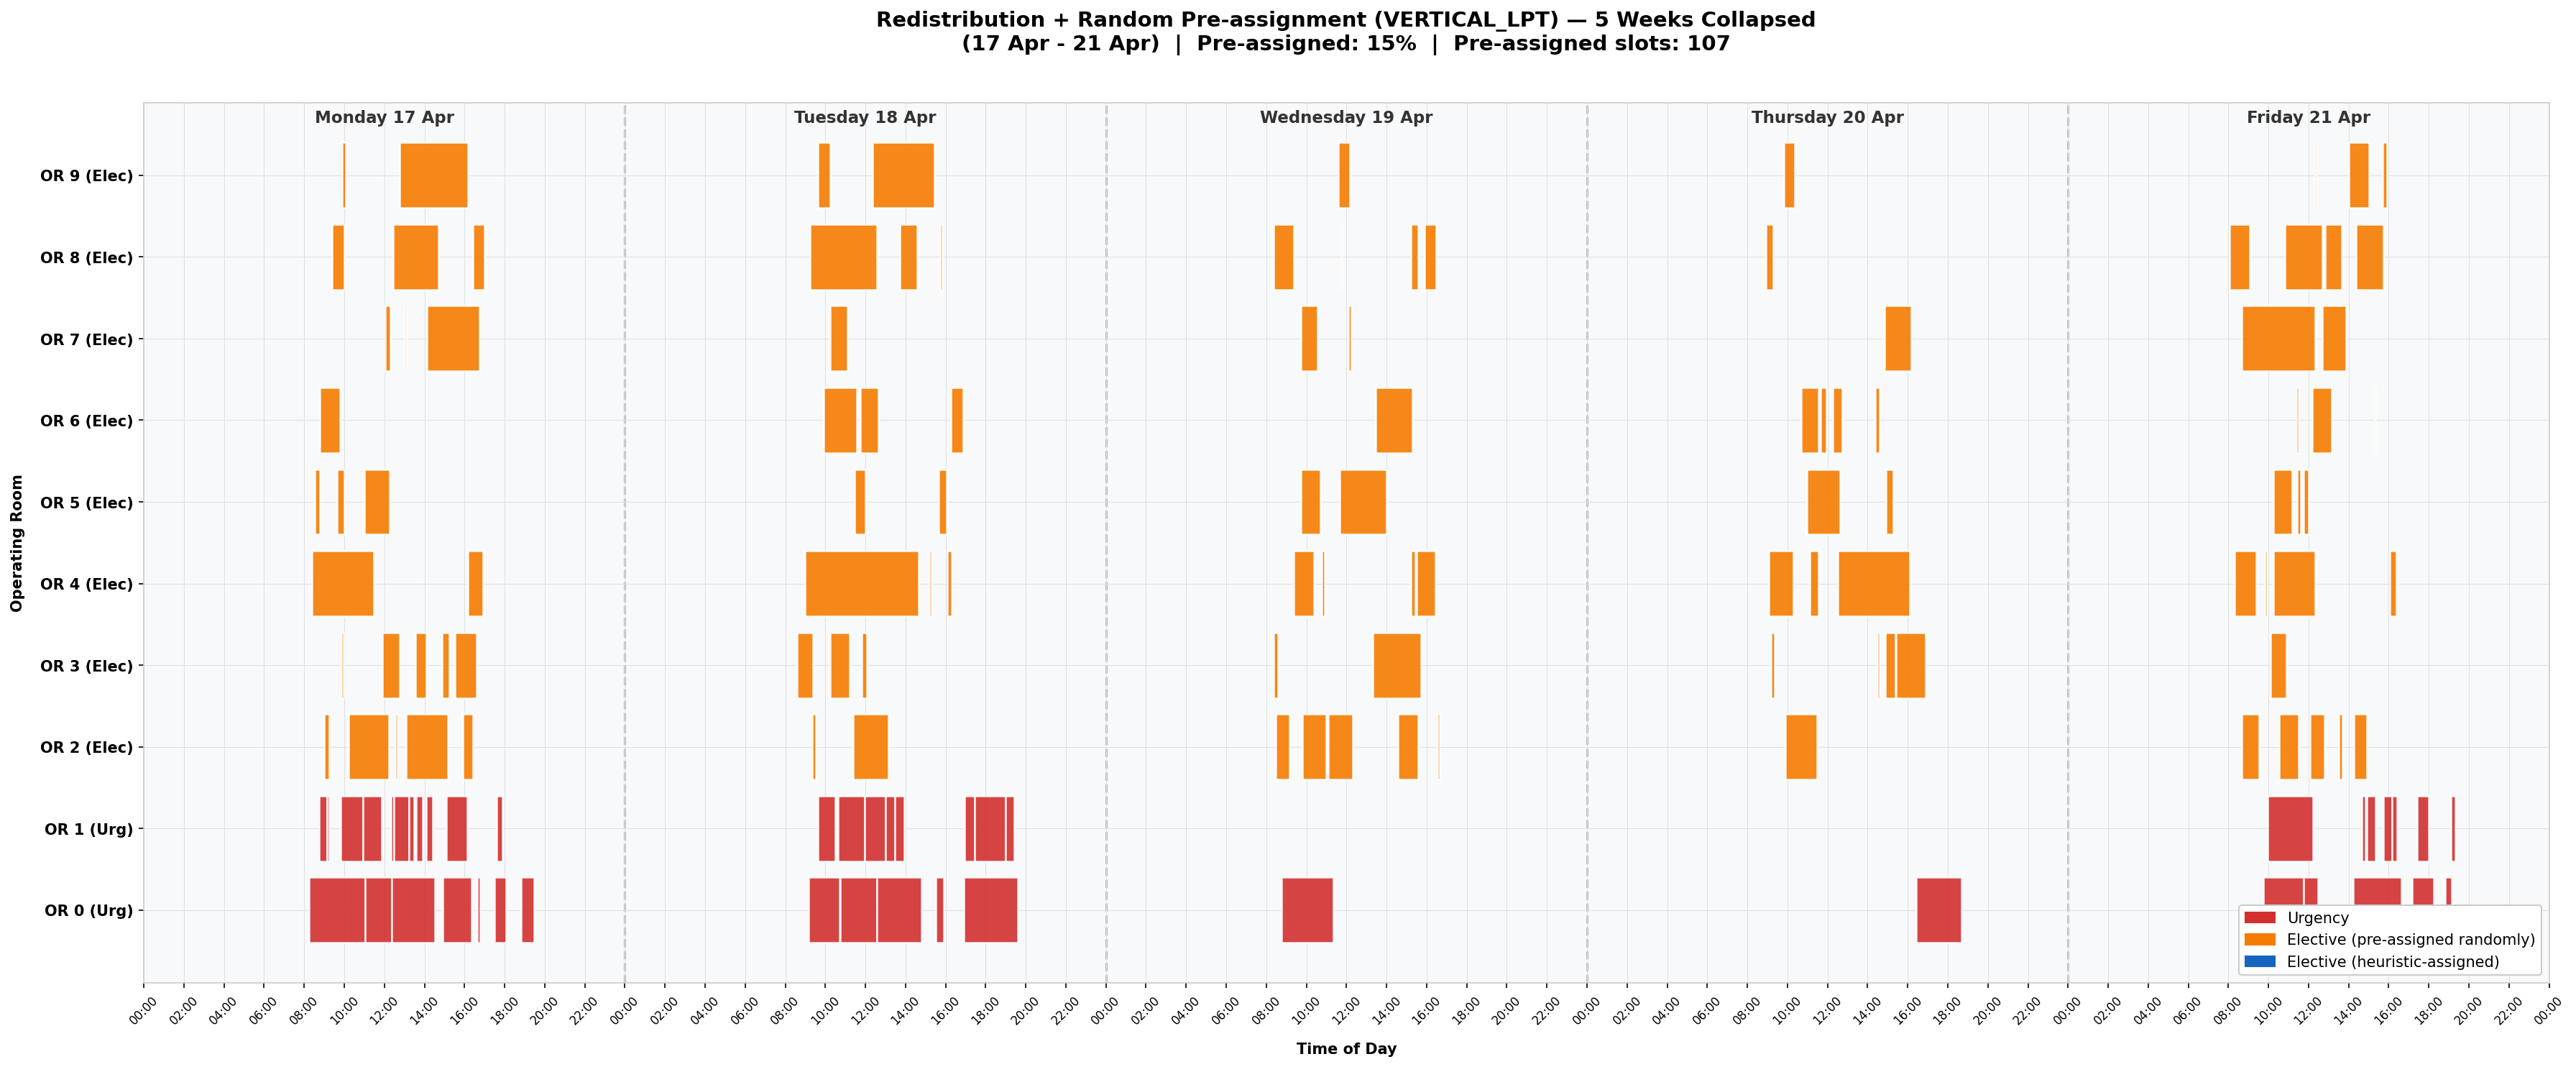 Redistribution + Random Pre-assignment (VERTICAL_LPT) — 5 Weeks Collapsed
(17 Apr - 21 Apr) | Pre-assigned: 15% | Pre-assigned slots: 107
Monday 17 Apr
Tuesday 18 Apr
Wednesday 19 Apr
Thursday 20 Apr
Friday 21 Apr
Operating Room
OR 9 (Elec)
OR 8 (Elec)
OR 7 (Elec)
OR 6 (Elec)
OR 5 (Elec)
OR 4 (Elec)
OR 3 (Elec)
OR 2 (Elec)
OR 1 (Urg)
OR 0 (Urg)
Urgency
Elective (pre-assigned randomly)
Elective (heuristic-assigned)
00:00 02:00 04:00 06:00 08:00 10:00 12:00 14:00 16:00 18:00 20:00 22:00 00:00 02:00 04:00 06:00 08:00 10:00 12:00 14:00 16:00 18:00 20:00 22:00 00:00 02:00 04:00 06:00 08:00 10:00 12:00 14:00 16:00 18:00 20:00 22:00 00:00 02:00 04:00 06:00 08:00 10:00 12:00 14:00 16:00 18:00 20:00 22:00 00:00 02:00 04:00 06:00 08:00 10:00 12:00 14:00 16:00 18:00 20:00 22:00 00:00
Time of Day